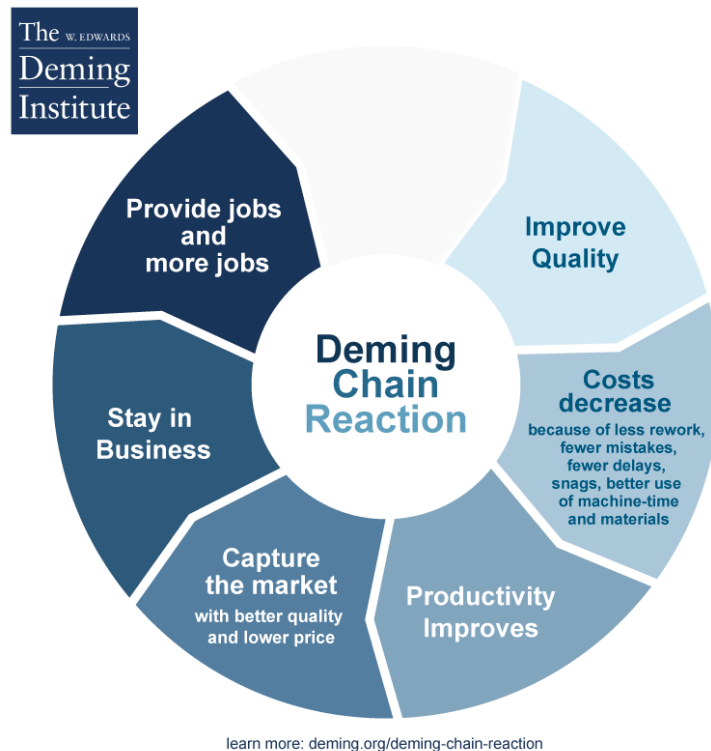 The W. EDWARDS
Deming
Institute
Improve
Quality
Costs
decrease
because of less rework,
fewer mistakes,
fewer delays,
snags, better use
of machine-time
and materials
Productivity
Improves
Capture
the market
with better quality
and lower price
Stay in
Business
Provide jobs
and
more jobs
Deming
Chain
Reaction
learn more: deming.org/deming-chain-reaction